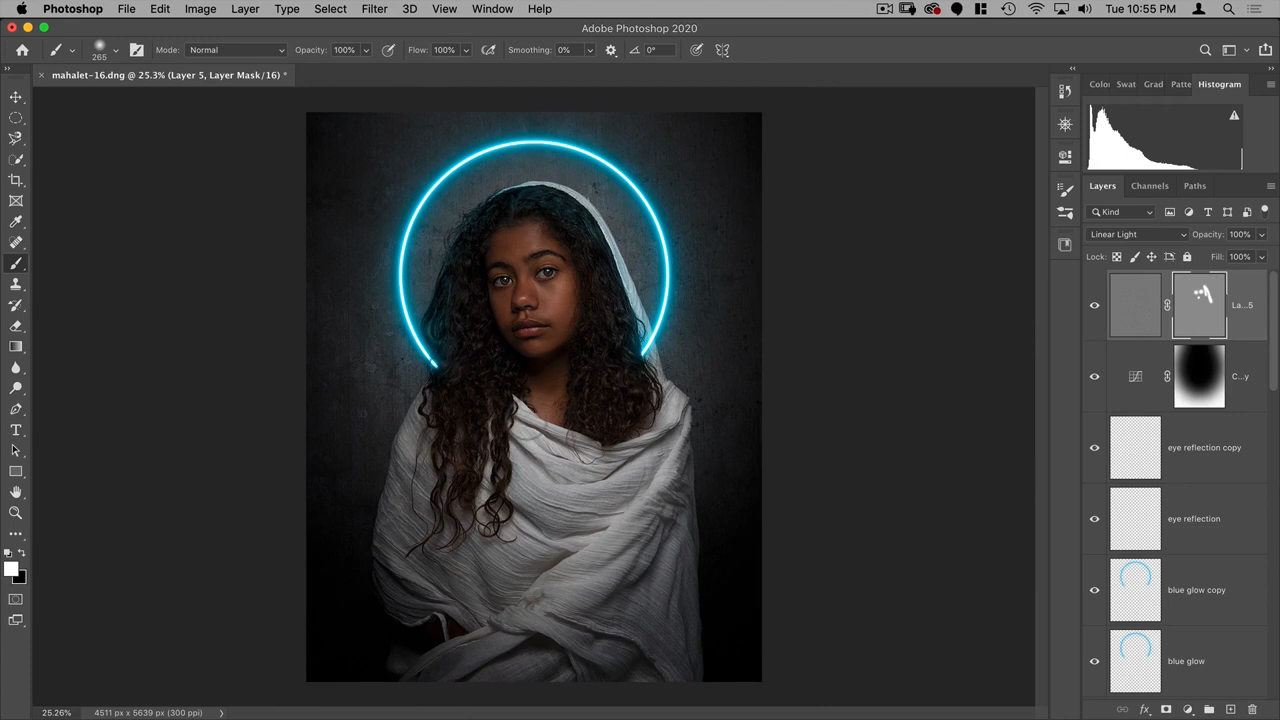 Photoshop File Edit Image Layer Type Select Filter 3D View Window Help Tue 10:55 PM
Adobe Photoshop 2020
265 Mode: Normal Opacity: 100% Flow: 100% Smoothing: 0% 0°
× mahalet-16.dng @ 25.3% (Layer 5, Layer Mask/16) *
Color Swat Grad Patte Histogram
Layers Channels Paths
Kind
Linear Light Opacity: 100%
Lock: Fill: 100%
La...5
C...y
eye reflection copy
eye reflection
blue glow copy
blue glow
25.26% 4511 px x 5639 px (300 ppi)